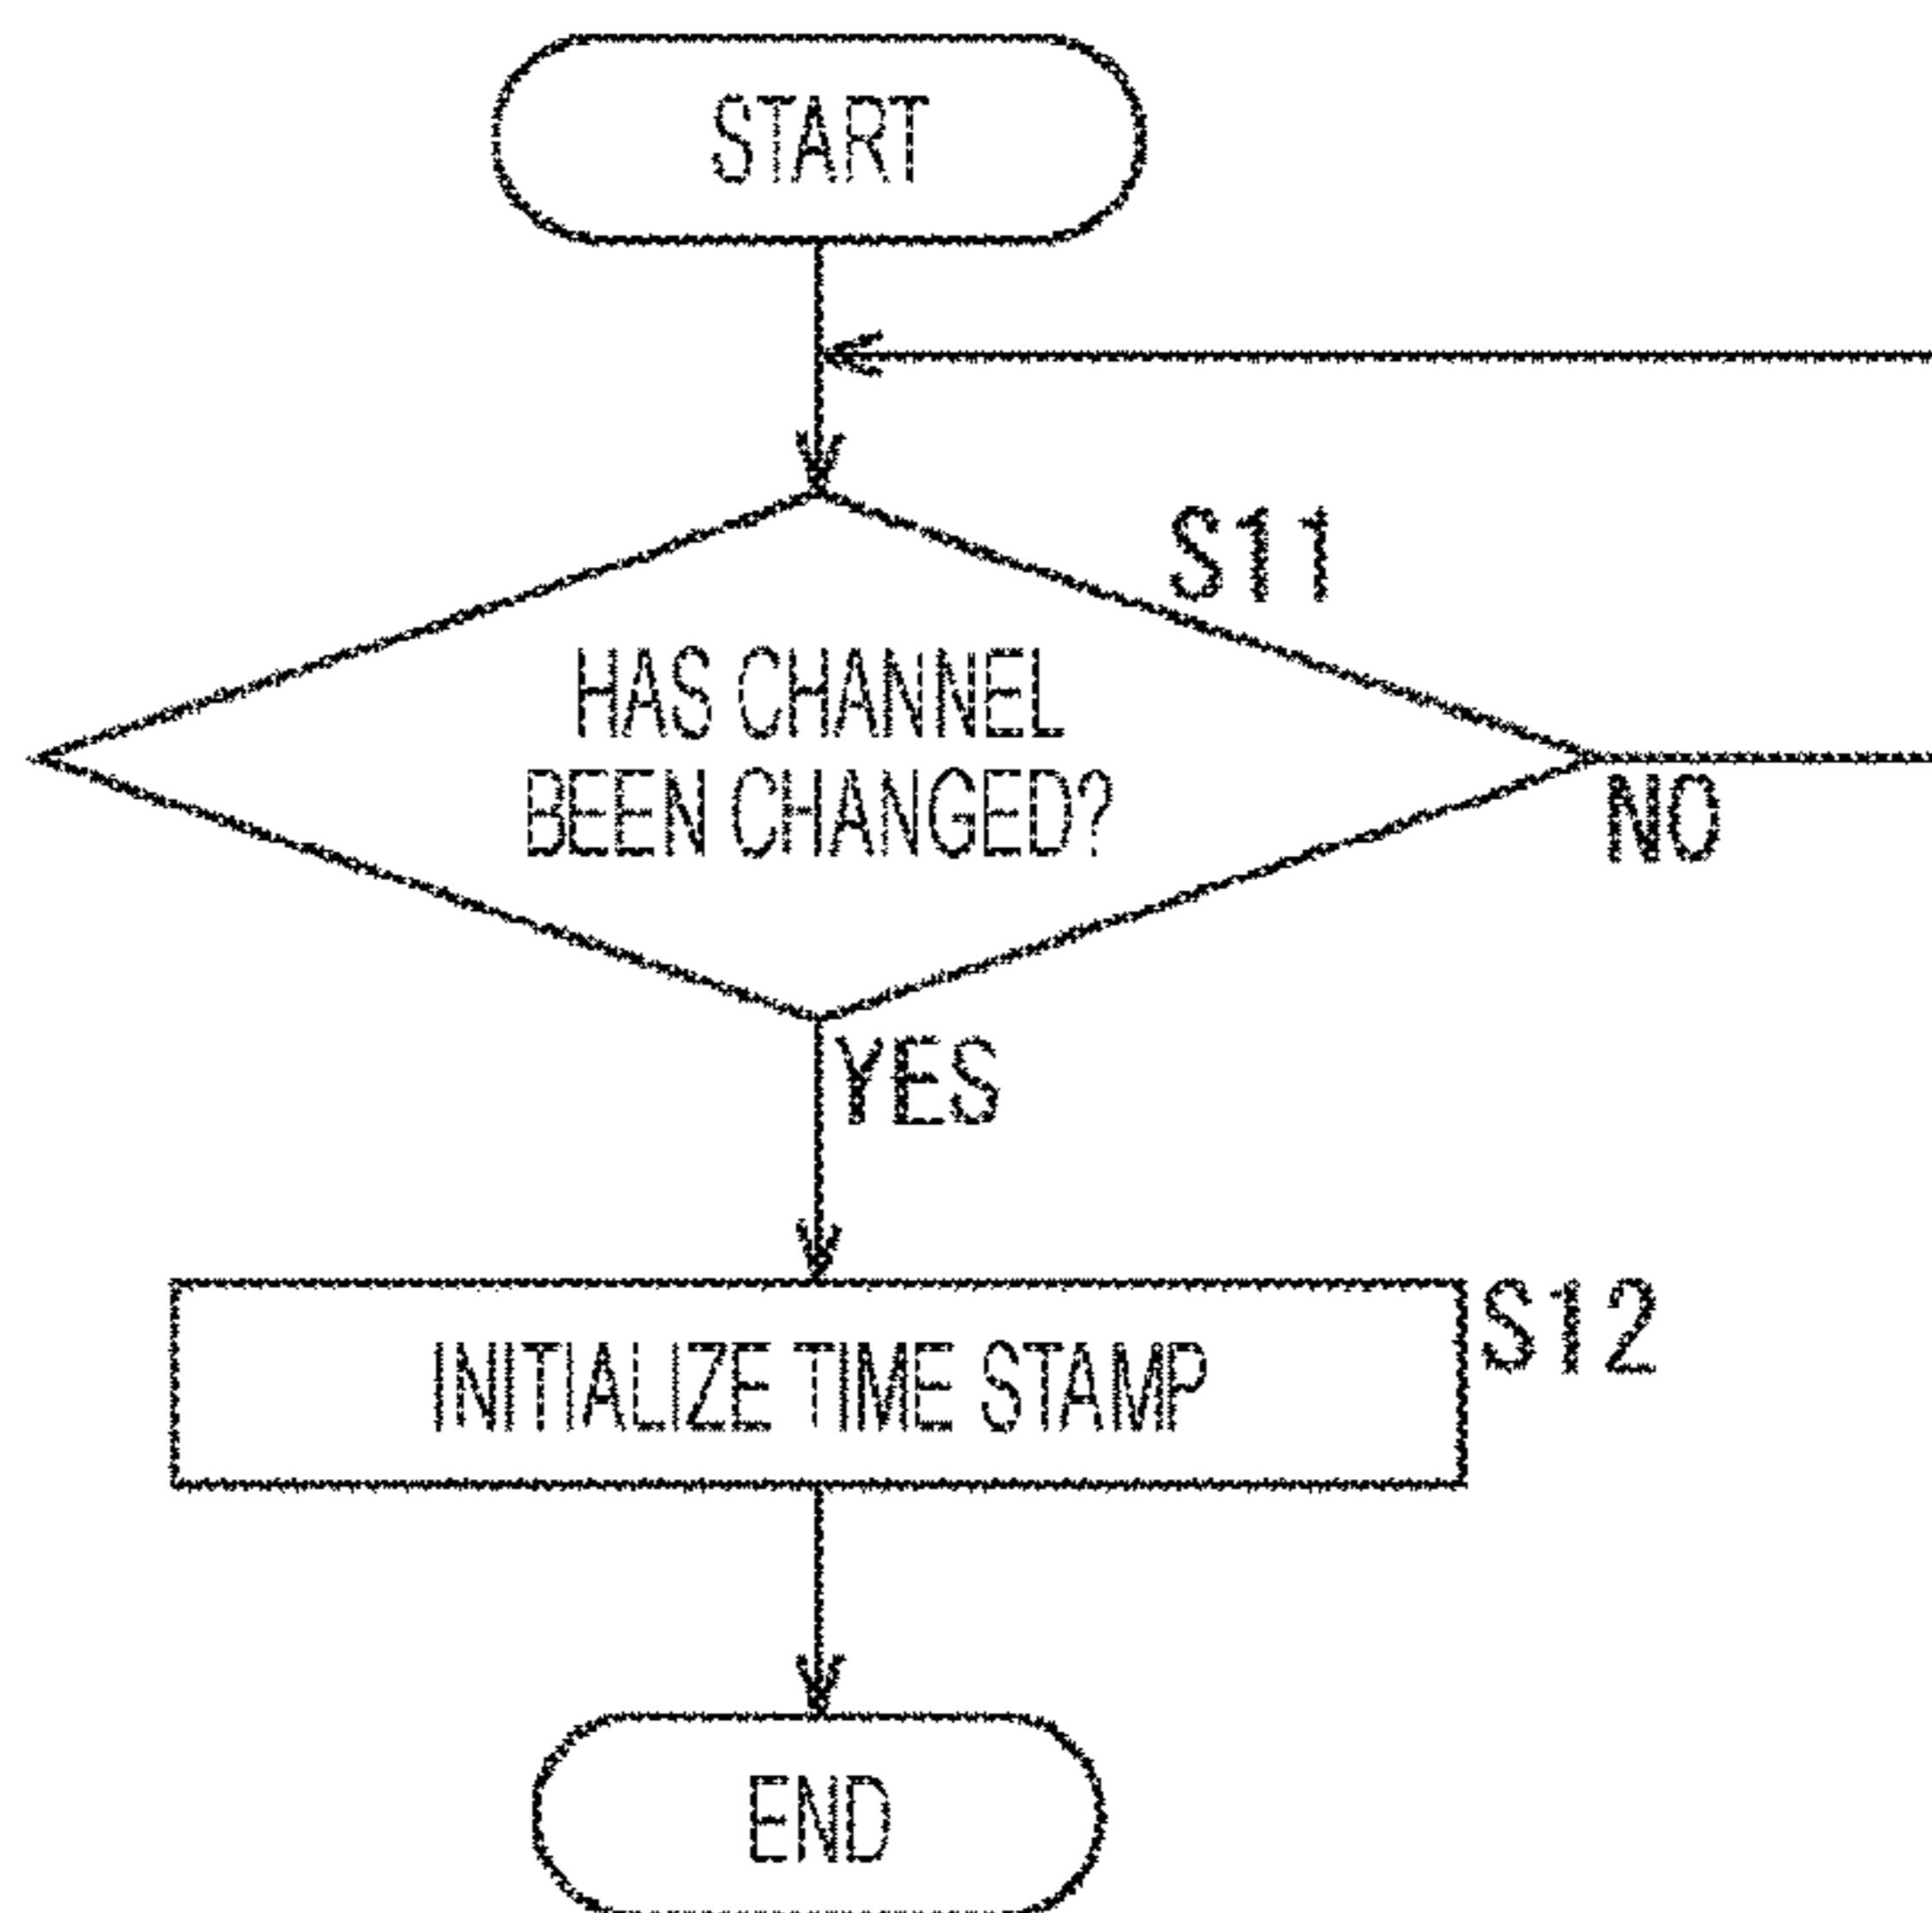 START
S11
HAS CHANNEL
BEEN CHANGED?
NO
YES
S12
INITIALIZE TIME STAMP
END